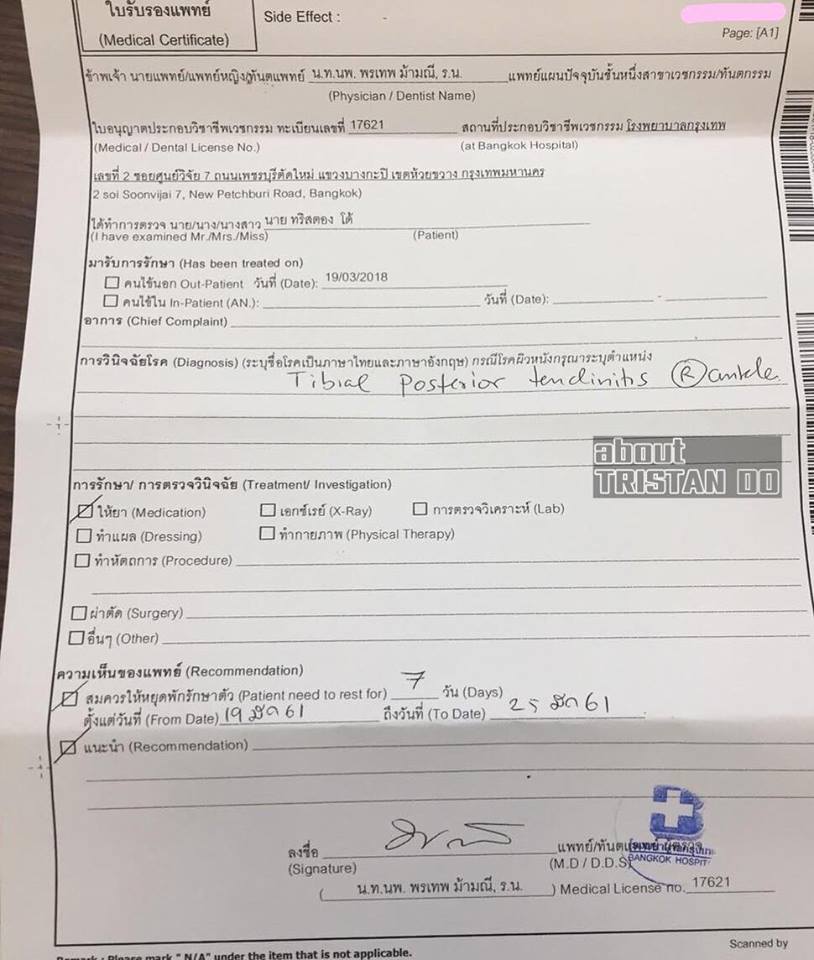 ใบรับรองแพทย์
(Medical Certificate)
Side Effect : -
Page: [A1]
ข้าพเจ้า นายแพทย์/แพทย์หญิง/ทันตแพทย์ น.ท.นพ. พรเทพ ม้ามณี, ร.น. แพทย์แผนปัจจุบันชั้นหนึ่งสาขาเวชกรรม/ทันตกรรม
(Physician / Dentist Name)
ใบอนุญาตประกอบวิชาชีพเวชกรรม ทะเบียนเลขที่ 17621 สถานที่ประกอบวิชาชีพเวชกรรม โรงพยาบาลกรุงเทพ
(Medical / Dental License No.) (at Bangkok Hospital)
เลขที่ 2 ซอยศูนย์วิจัย 7 ถนนเพชรบุรีตัดใหม่ แขวงบางกะปิ เขตห้วยขวาง กรุงเทพมหานคร
2 soi Soonvijai 7, New Petchburi Road, Bangkok)
ได้ทำการตรวจ นาย/นาง/นางสาว นาย ทริสตอง โด้
(I have examined Mr./Mrs./Miss) (Patient)
มารับการรักษา (Has been treated on)
คนไข้นอก Out-Patient วันที่ (Date): 19/03/2018
คนไข้ใน In-Patient (AN.): วันที่ (Date): -
อาการ (Chief Complaint)
การวินิจฉัยโรค (Diagnosis) (ระบุชื่อโรคเป็นภาษาไทยและภาษาอังกฤษ) กรณีโรคผิวหนังกรุณาระบุตำแหน่ง
Tibial Posterior tendinitis (R) ankle
about
TRISTAN DO
การรักษา/ การตรวจวินิจฉัย (Treatment/ Investigation)
ให้ยา (Medication) เอกซ์เรย์ (X-Ray) การตรวจวิเคราะห์ (Lab)
ทำแผล (Dressing) ทำกายภาพ (Physical Therapy)
ทำหัตถการ (Procedure)
ผ่าตัด (Surgery)
อื่นๆ (Other)
ความเห็นของแพทย์ (Recommendation)
สมควรให้หยุดพักรักษาตัว (Patient need to rest for) 7 วัน (Days)
ตั้งแต่วันที่ (From Date) 19 มีค 61 ถึงวันที่ (To Date) 25 มีค 61
แนะนำ (Recommendation)
ลงชื่อ แพทย์/ทันตแพทย์ผู้ตรวจ
(Signature) (M.D / D.D.S)
BANGKOK HOSPIT
( น.ท.นพ. พรเทพ ม้ามณี, ร.น. ) Medical License no. 17621
Scanned by
Remark : Please mark " N/A" under the item that is not applicable.